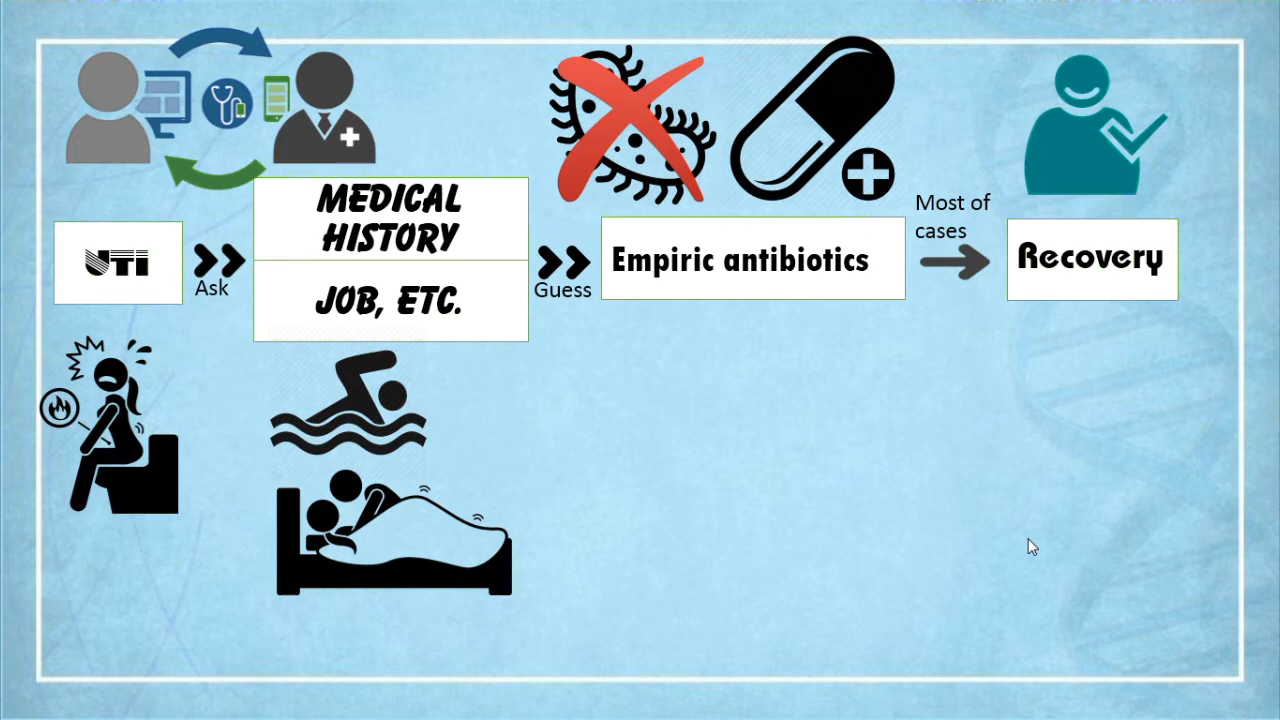 UTI
Ask
MEDICAL
HISTORY
JOB, ETC.
Guess
Empiric antibiotics
Most of
cases
Recovery